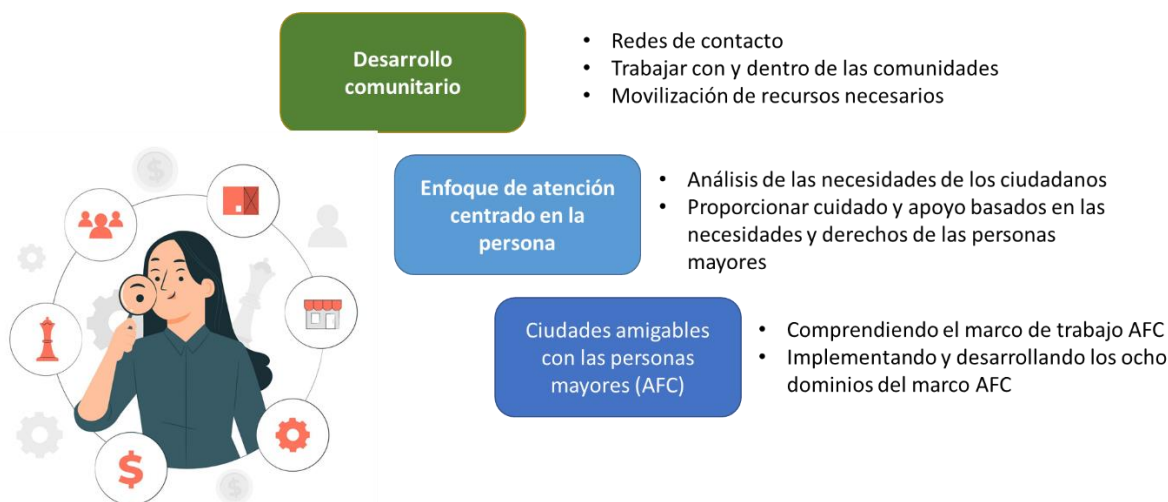 Desarrollo
comunitario
• Redes de contacto
• Trabajar con y dentro de las comunidades
• Movilización de recursos necesarios
Enfoque de atención
centrado en la
persona
• Análisis de las necesidades de los ciudadanos
• Proporcionar cuidado y apoyo basados en las
necesidades y derechos de las personas
mayores
Ciudades amigables
con las personas
mayores (AFC)
• Comprendiendo el marco de trabajo AFC
• Implementando y desarrollando los ocho
dominios del marco AFC
$
$
$